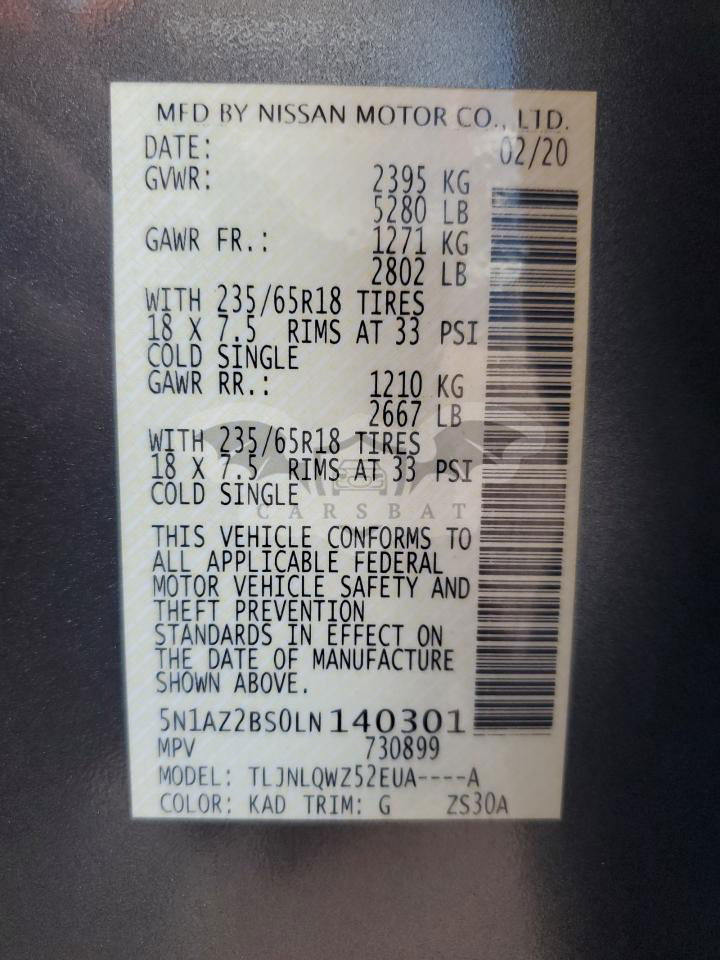 MFD BY NISSAN MOTOR CO., LTD.
DATE: 02/20
GVWR: 2395 KG
5280 LB
GAWR FR.: 1271 KG
2802 LB
WITH 235/65R18 TIRES
18 X 7.5 RIMS AT 33 PSI
COLD SINGLE
GAWR RR.: 1210 KG
2667 LB
WITH 235/65R18 TIRES
18 X 7.5 RIMS AT 33 PSI
COLD SINGLE
CARSBAT
THIS VEHICLE CONFORMS TO
ALL APPLICABLE FEDERAL
MOTOR VEHICLE SAFETY AND
THEFT PREVENTION
STANDARDS IN EFFECT ON
THE DATE OF MANUFACTURE
SHOWN ABOVE.
5N1AZ2BS0LN140301
MPV 730899
MODEL: TLJNLQWZ52EUA----A
COLOR: KAD TRIM: G ZS30A